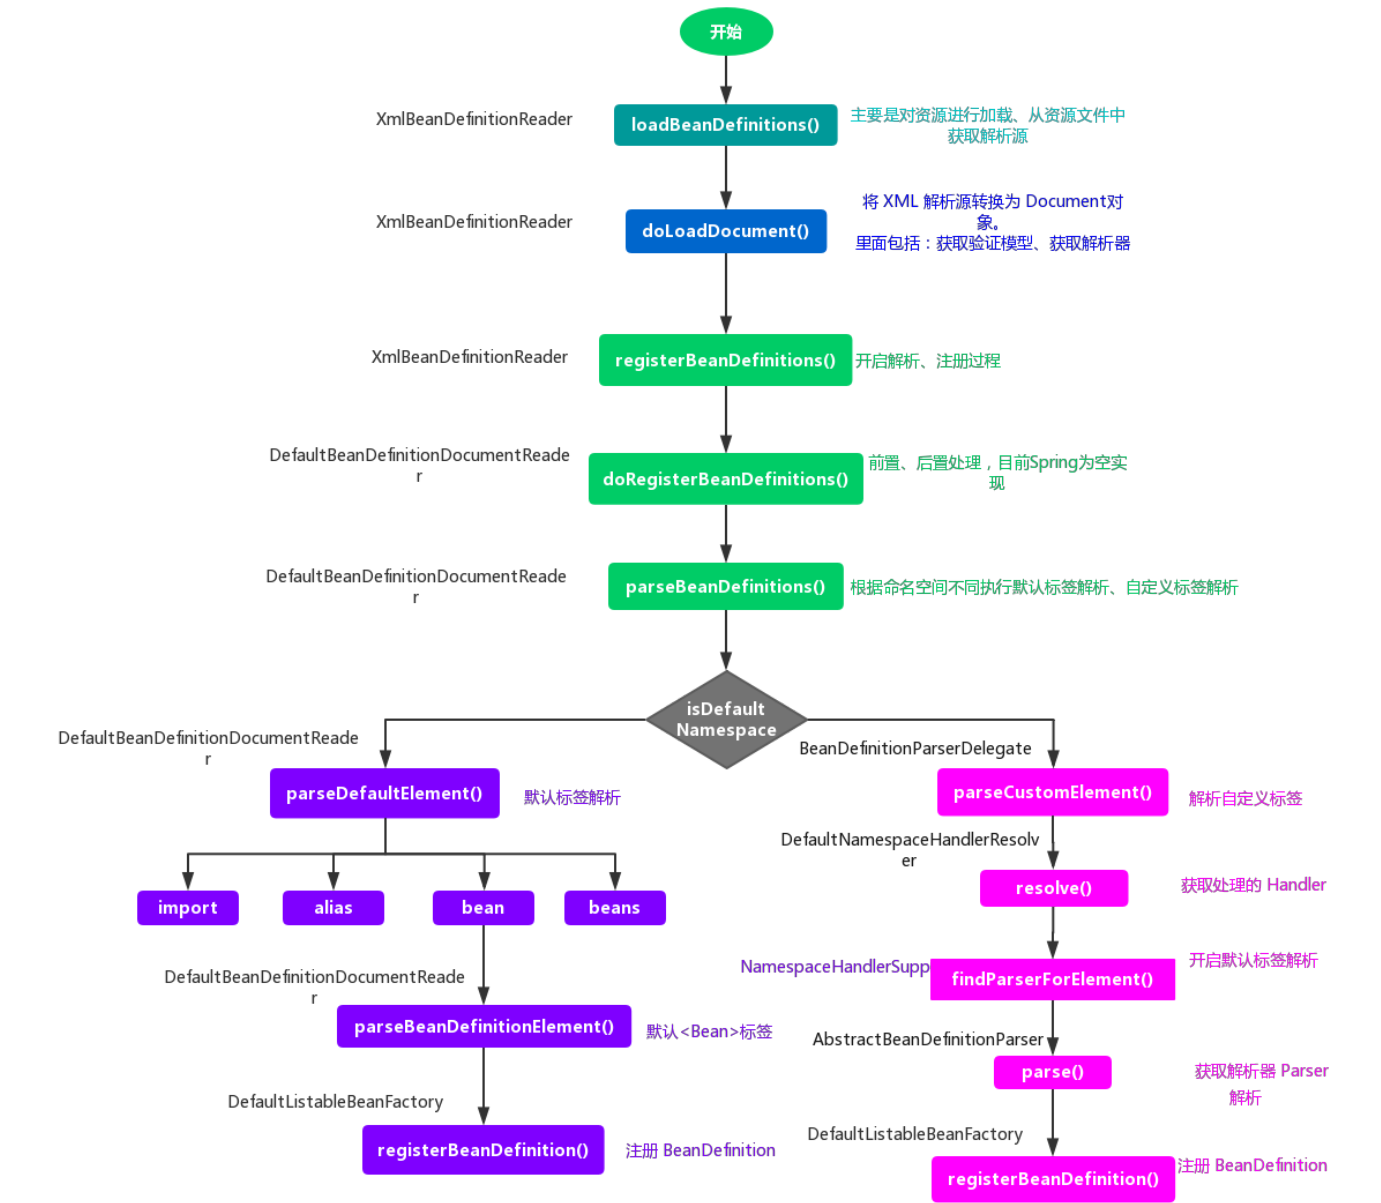 开始
XmlBeanDefinitionReader
loadBeanDefinitions()
主要是对资源进行加载、从资源文件中
获取解析源
XmlBeanDefinitionReader
doLoadDocument()
将 XML 解析源转换为 Document对
象。
里面包括：获取验证模型、获取解析器
XmlBeanDefinitionReader
registerBeanDefinitions()
开启解析、注册过程
DefaultBeanDefinitionDocumentReade
r
doRegisterBeanDefinitions()
前置、后置处理，目前Spring为空实
现
DefaultBeanDefinitionDocumentReade
r
parseBeanDefinitions()
根据命名空间不同执行默认标签解析、自定义标签解析
isDefault
Namespace
DefaultBeanDefinitionDocumentReade
r
parseDefaultElement()
默认标签解析
import
alias
bean
beans
DefaultBeanDefinitionDocumentReade
r
parseBeanDefinitionElement()
默认<Bean>标签
DefaultListableBeanFactory
registerBeanDefinition()
注册 BeanDefinition
BeanDefinitionParserDelegate
parseCustomElement()
解析自定义标签
DefaultNamespaceHandlerResolv
er
resolve()
获取处理的 Handler
NamespaceHandlerSupp
findParserForElement()
开启默认标签解析
AbstractBeanDefinitionParser
parse()
获取解析器 Parser
解析
DefaultListableBeanFactory
registerBeanDefinition()
注册 BeanDefinition